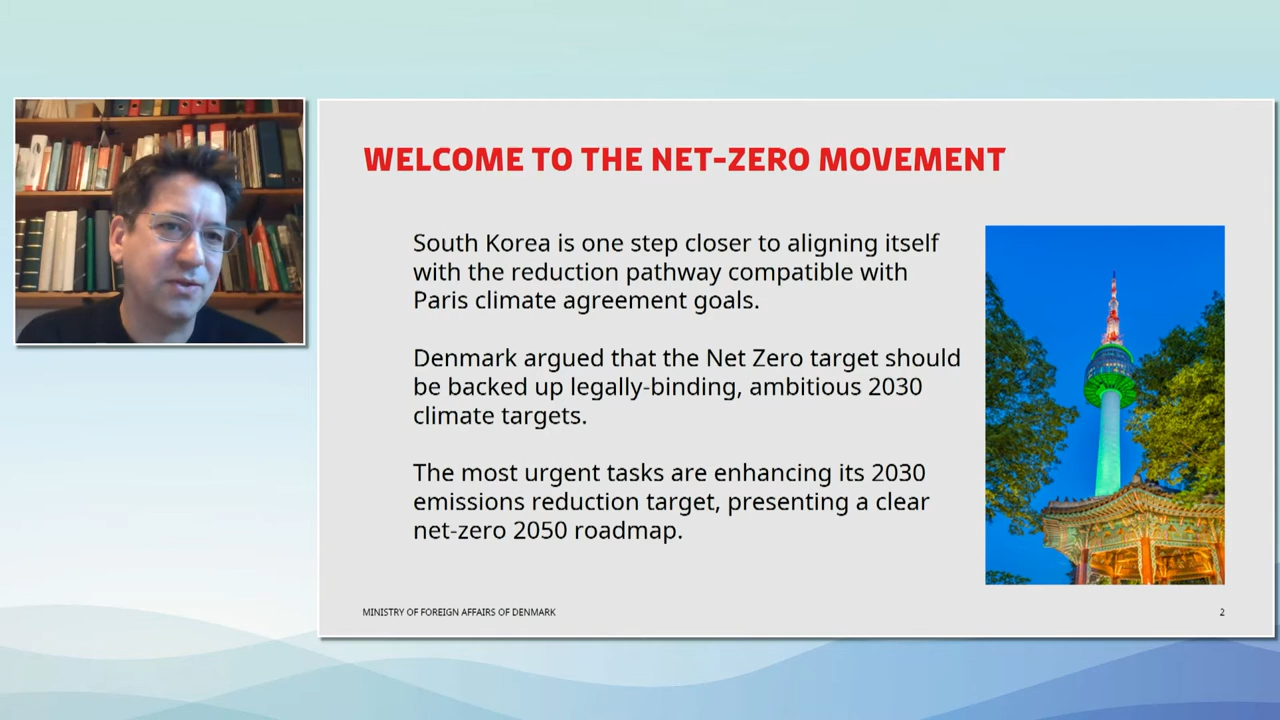 WELCOME TO THE NET-ZERO MOVEMENT
South Korea is one step closer to aligning itself
with the reduction pathway compatible with
Paris climate agreement goals.
Denmark argued that the Net Zero target should
be backed up legally-binding, ambitious 2030
climate targets.
The most urgent tasks are enhancing its 2030
emissions reduction target, presenting a clear
net-zero 2050 roadmap.
MINISTRY OF FOREIGN AFFAIRS OF DENMARK
2